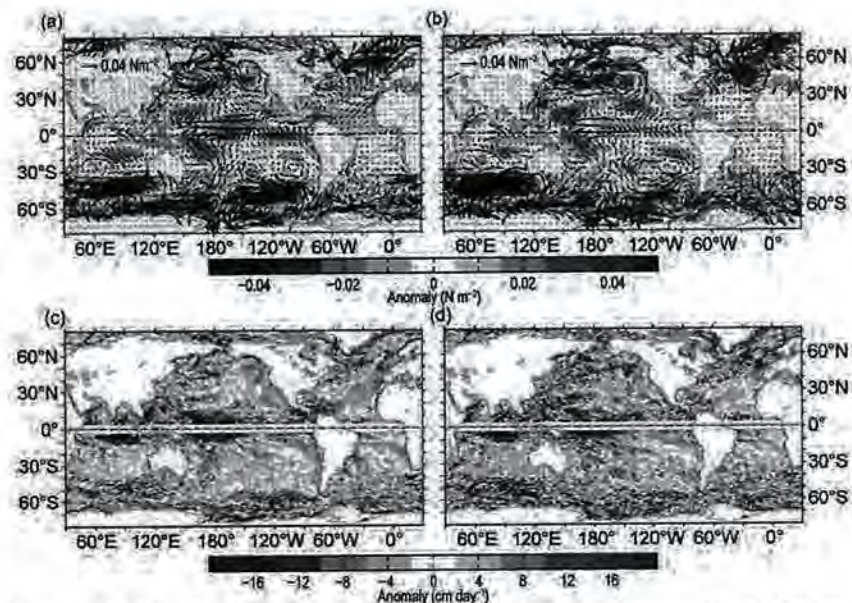 (a) (b)
60°N 0.04 Nm⁻² 0.04 Nm⁻² 60°N
30°N 30°N
0° 0°
30°S 30°S
60°S 60°S
60°E 120°E 180° 120°W 60°W 0° 60°E 120°E 180° 120°W 60°W 0°
−0.04 −0.02 0 0.02 0.04
Anomaly (N m⁻²)
(c) (d)
60°N 60°N
30°N 30°N
0° 0°
30°S 30°S
60°S 60°S
60°E 120°E 180° 120°W 60°W 0° 60°E 120°E 180° 120°W 60°W 0°
−16 −12 −8 −4 0 4 8 12 16
Anomaly (cm day⁻¹)